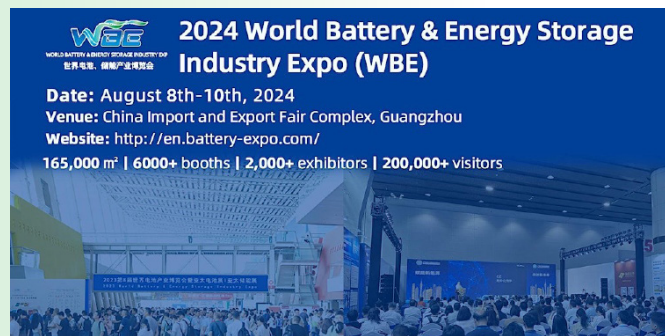 WBE
WORLD BATTERY & ENERGY STORAGE INDUSTRY EXP
世界电池、储能产业博览会
2024 World Battery & Energy Storage
Industry Expo (WBE)
Date: August 8th-10th, 2024
Venue: China Import and Export Fair Complex, Guangzhou
Website: http://en.battery-expo.com/
165,000 ㎡ | 6000+ booths | 2,000+ exhibitors | 200,000+ visitors